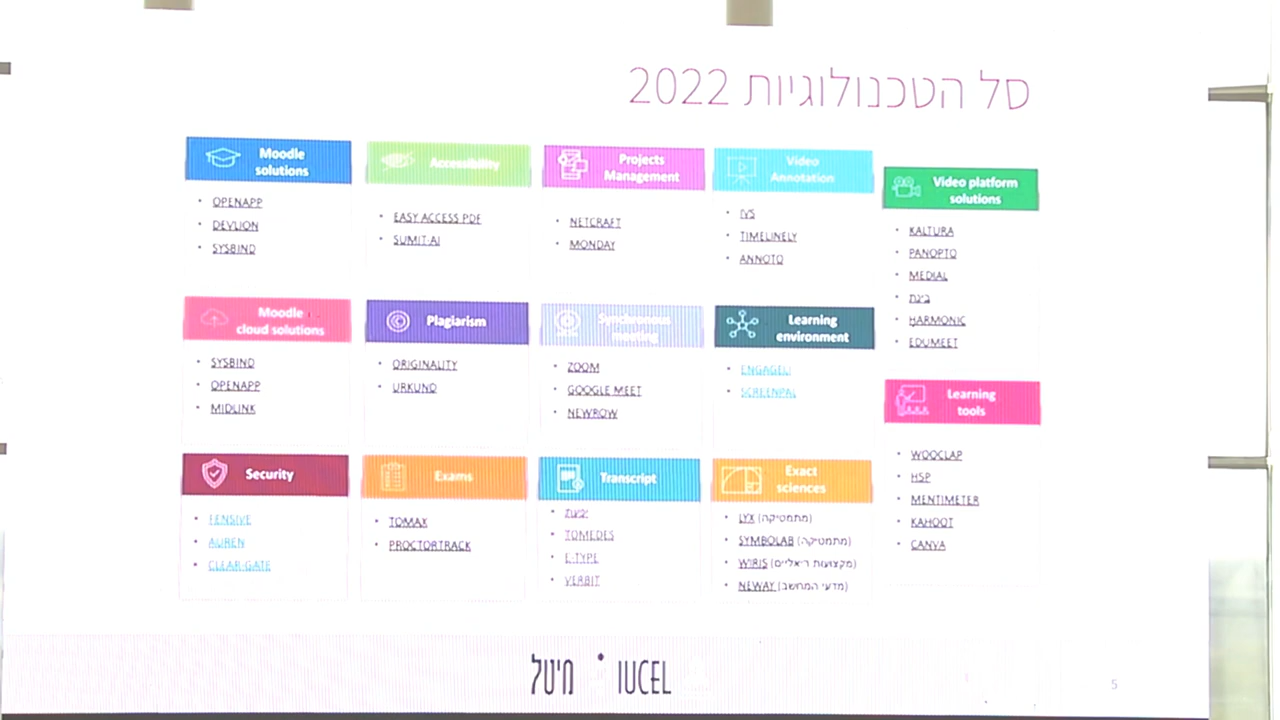 סל הטכנולוגיות 2022
Moodle
solutions
OPENAPP
DEVLION
SYSBIND
Accessibility
EASY ACCESS PDF
SUMIT-AI
Projects
Management
NETCRAFT
MONDAY
Video
Annotation
IVS
TIMELINELY
ANNOTO
Video platform
solutions
KALTURA
PANOPTO
MEDIAL
בינת
HARMONIC
EDUMEET
Moodle
cloud solutions
SYSBIND
OPENAPP
MIDLINK
Plagiarism
ORIGINALITY
URKUND
Synchronous
ZOOM
GOOGLE MEET
NEWROW
Learning
environment
ENGAGELI
SCREENPAL
Learning
tools
WOOCLAP
H5P
MENTIMETER
KAHOOT
CANVA
Security
FENSIVE
AUREN
CLEAR-GATE
Exams
TOMAX
PROCTORTRACK
Transcript
יפעת
TOMEDES
E-TYPE
VERBIT
Exact
sciences
LYX (מתמטיקה)
SYMBOLAB (מתמטיקה)
WIRIS (מקצועות ריאליים)
NEWAY (מדעי המחשב)
מיטל IUCEL
5